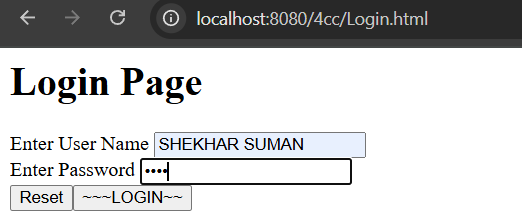 localhost:8080/4cc/Login.html
Login Page
Enter User Name SHEKHAR SUMAN
Enter Password ••••
Reset ~~~LOGIN~~